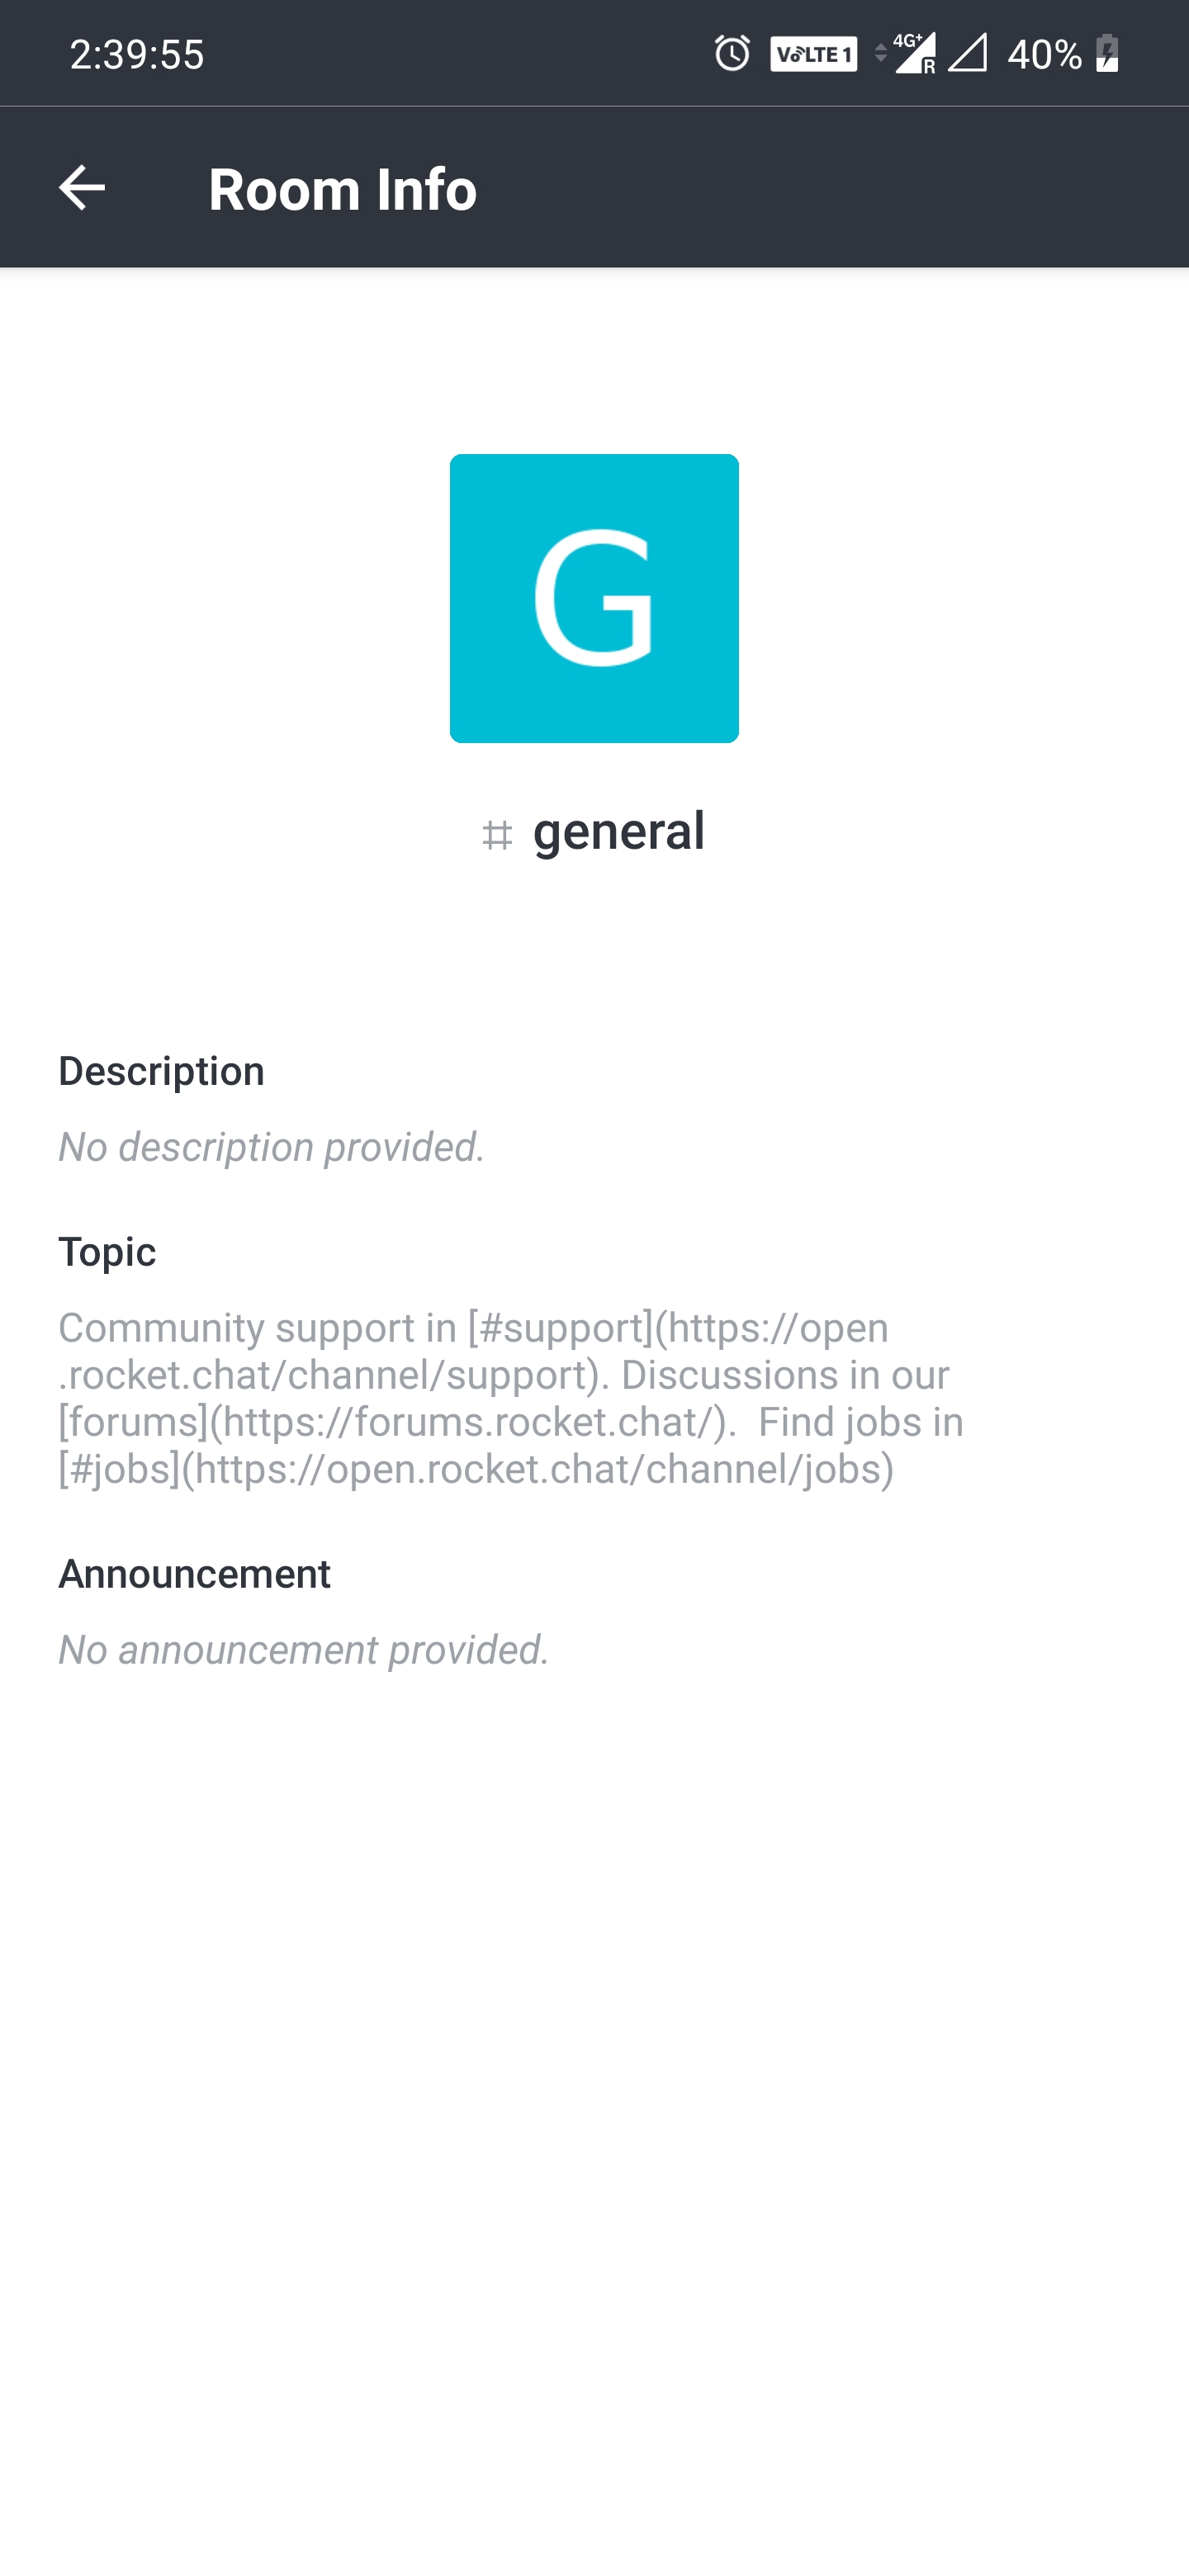 2:39:55 VoLTE 1 4G+ R 40%
Room Info
G
# general
Description
No description provided.
Topic
Community support in [#support](https://open
.rocket.chat/channel/support). Discussions in our
[forums](https://forums.rocket.chat/).  Find jobs in
[#jobs](https://open.rocket.chat/channel/jobs)
Announcement
No announcement provided.